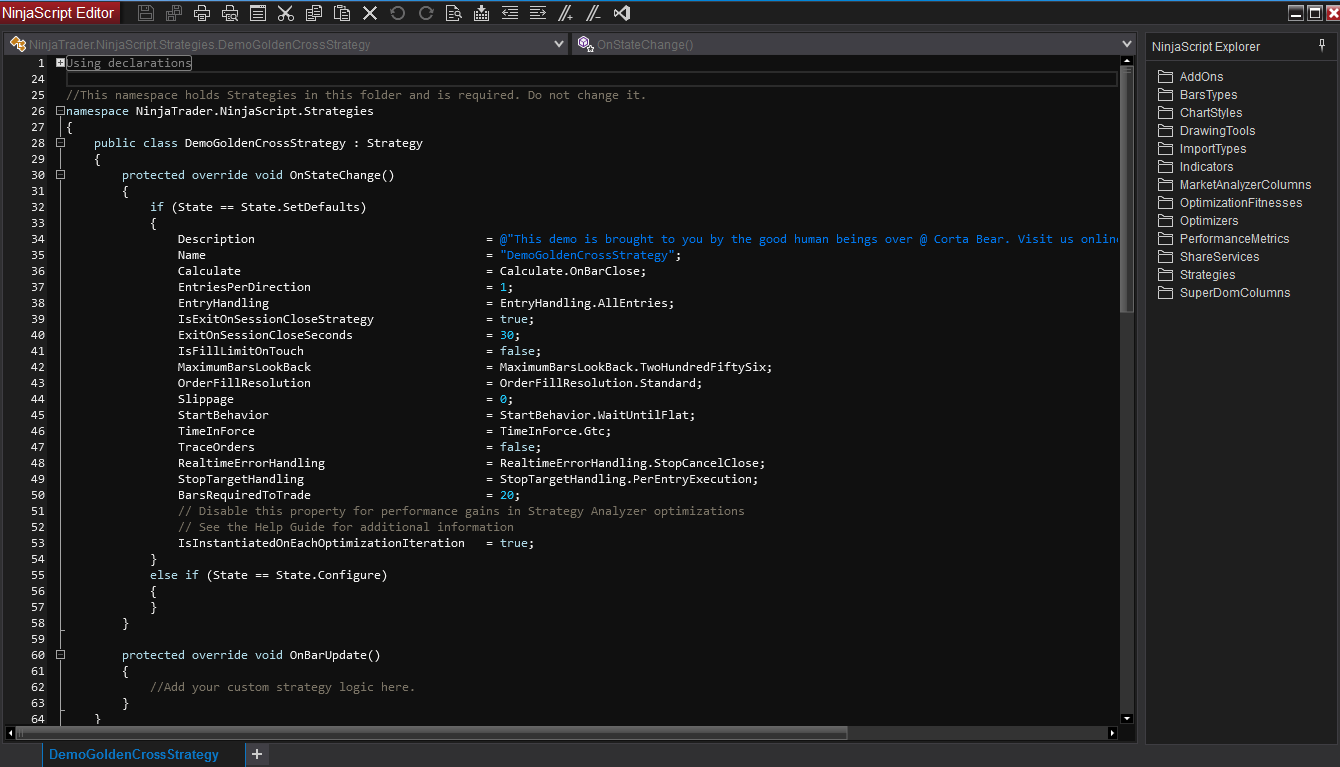 NinjaScript Editor
NinjaTrader.NinjaScript.Strategies.DemoGoldenCrossStrategy
OnStateChange()
1 Using declarations
24
25 //This namespace holds Strategies in this folder and is required. Do not change it.
26 namespace NinjaTrader.NinjaScript.Strategies
27 {
28 public class DemoGoldenCrossStrategy : Strategy
29 {
30 protected override void OnStateChange()
31 {
32 if (State == State.SetDefaults)
33 {
34 Description = @"This demo is brought to you by the good human beings over @ Corta Bear. Visit us onlin
35 Name = "DemoGoldenCrossStrategy";
36 Calculate = Calculate.OnBarClose;
37 EntriesPerDirection = 1;
38 EntryHandling = EntryHandling.AllEntries;
39 IsExitOnSessionCloseStrategy = true;
40 ExitOnSessionCloseSeconds = 30;
41 IsFillLimitOnTouch = false;
42 MaximumBarsLookBack = MaximumBarsLookBack.TwoHundredFiftySix;
43 OrderFillResolution = OrderFillResolution.Standard;
44 Slippage = 0;
45 StartBehavior = StartBehavior.WaitUntilFlat;
46 TimeInForce = TimeInForce.Gtc;
47 TraceOrders = false;
48 RealtimeErrorHandling = RealtimeErrorHandling.StopCancelClose;
49 StopTargetHandling = StopTargetHandling.PerEntryExecution;
50 BarsRequiredToTrade = 20;
51 // Disable this property for performance gains in Strategy Analyzer optimizations
52 // See the Help Guide for additional information
53 IsInstantiatedOnEachOptimizationIteration = true;
54 }
55 else if (State == State.Configure)
56 {
57 }
58 }
59
60 protected override void OnBarUpdate()
61 {
62 //Add your custom strategy logic here.
63 }
64 }
DemoGoldenCrossStrategy
NinjaScript Explorer
AddOns
BarsTypes
ChartStyles
DrawingTools
ImportTypes
Indicators
MarketAnalyzerColumns
OptimizationFitnesses
Optimizers
PerformanceMetrics
ShareServices
Strategies
SuperDomColumns